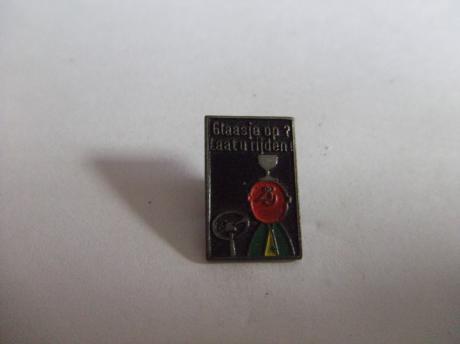 Glaasje op ?
Laat u rijden !